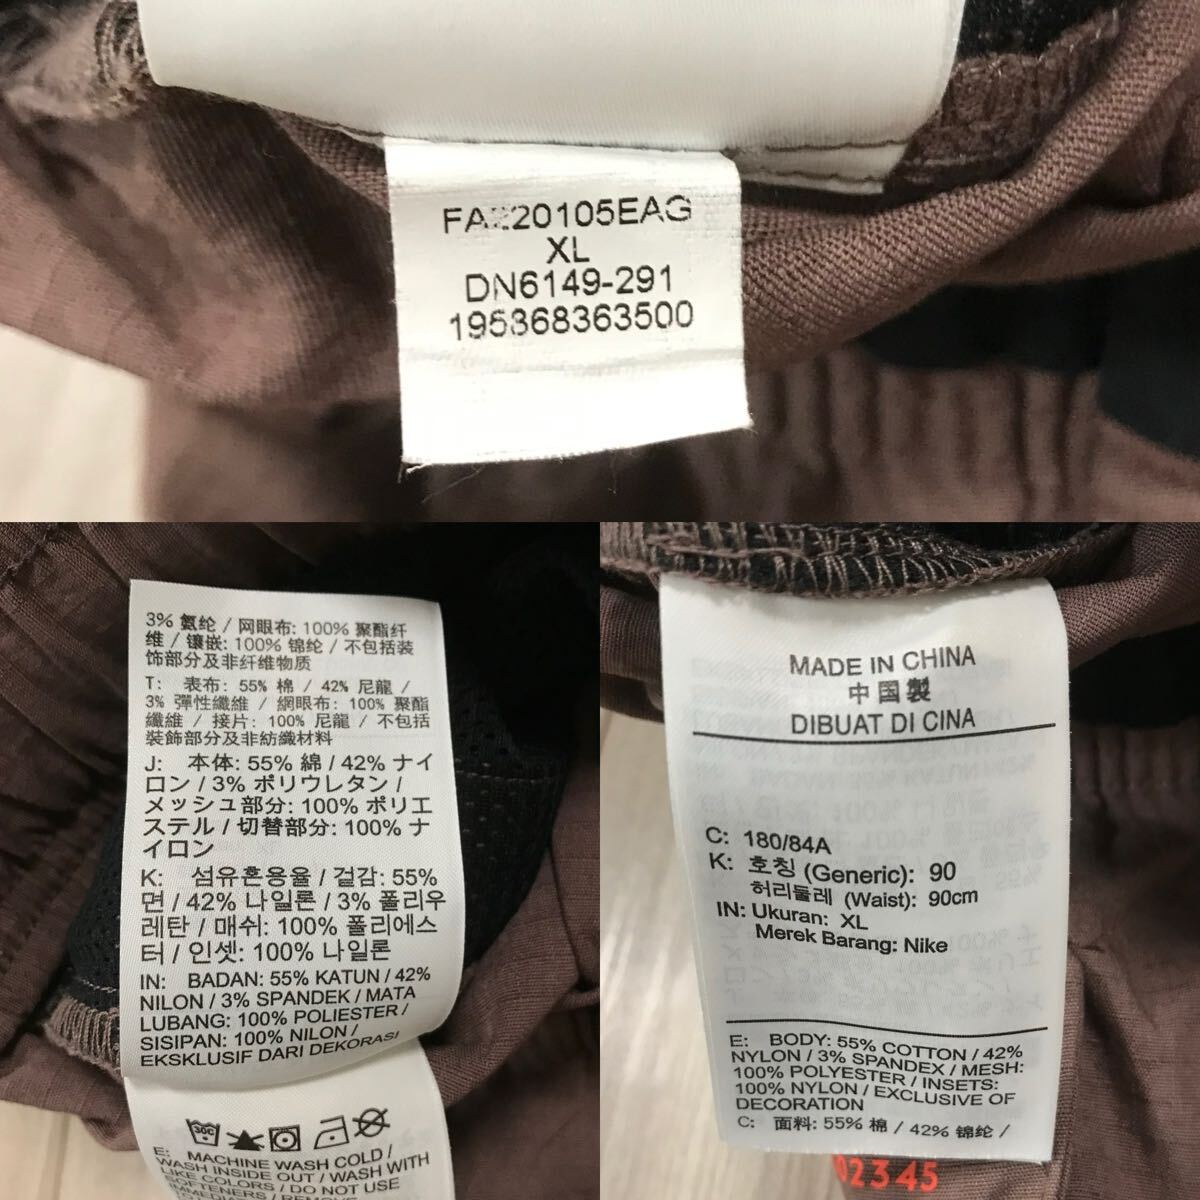 FA220105EAG
XL
DN6149-291
195368363500
3% 氨纶 / 网眼布: 100% 聚酯纤
维 / 镶嵌: 100% 锦纶 / 不包括装
饰部分及非纤维物质
T: 表布: 55% 棉 / 42% 尼龍 /
3% 彈性纖維 / 網眼布: 100% 聚酯
纖維 / 接片: 100% 尼龍 / 不包括
裝飾部分及非紡織材料
J: 本体: 55% 綿 / 42% ナイ
ロン / 3% ポリウレタン /
メッシュ部分: 100% ポリエ
ステル / 切替部分: 100% ナ
イロン
K: 섬유혼용율 / 겉감: 55%
면 / 42% 나일론 / 3% 폴리우
레탄 / 매쉬: 100% 폴리에스
터 / 인셋: 100% 나일론
IN: BADAN: 55% KATUN / 42%
NILON / 3% SPANDEK / MATA
LUBANG: 100% POLIESTER /
SISIPAN: 100% NILON /
EKSKLUSIF DARI DEKORASI
30C
E: MACHINE WASH COLD /
WASH INSIDE OUT / WASH WITH
LIKE COLORS / DO NOT USE
SOFTENERS / REMOVE
MADE IN CHINA
中国製
DIBUAT DI CINA
C: 180/84A
K: 호칭 (Generic): 90
허리둘레 (Waist): 90cm
IN: Ukuran: XL
Merek Barang: Nike
E: BODY: 55% COTTON / 42%
NYLON / 3% SPANDEX / MESH:
100% POLYESTER / INSETS:
100% NYLON / EXCLUSIVE OF
DECORATION
C: 面料: 55% 棉 / 42% 锦纶 /
02345